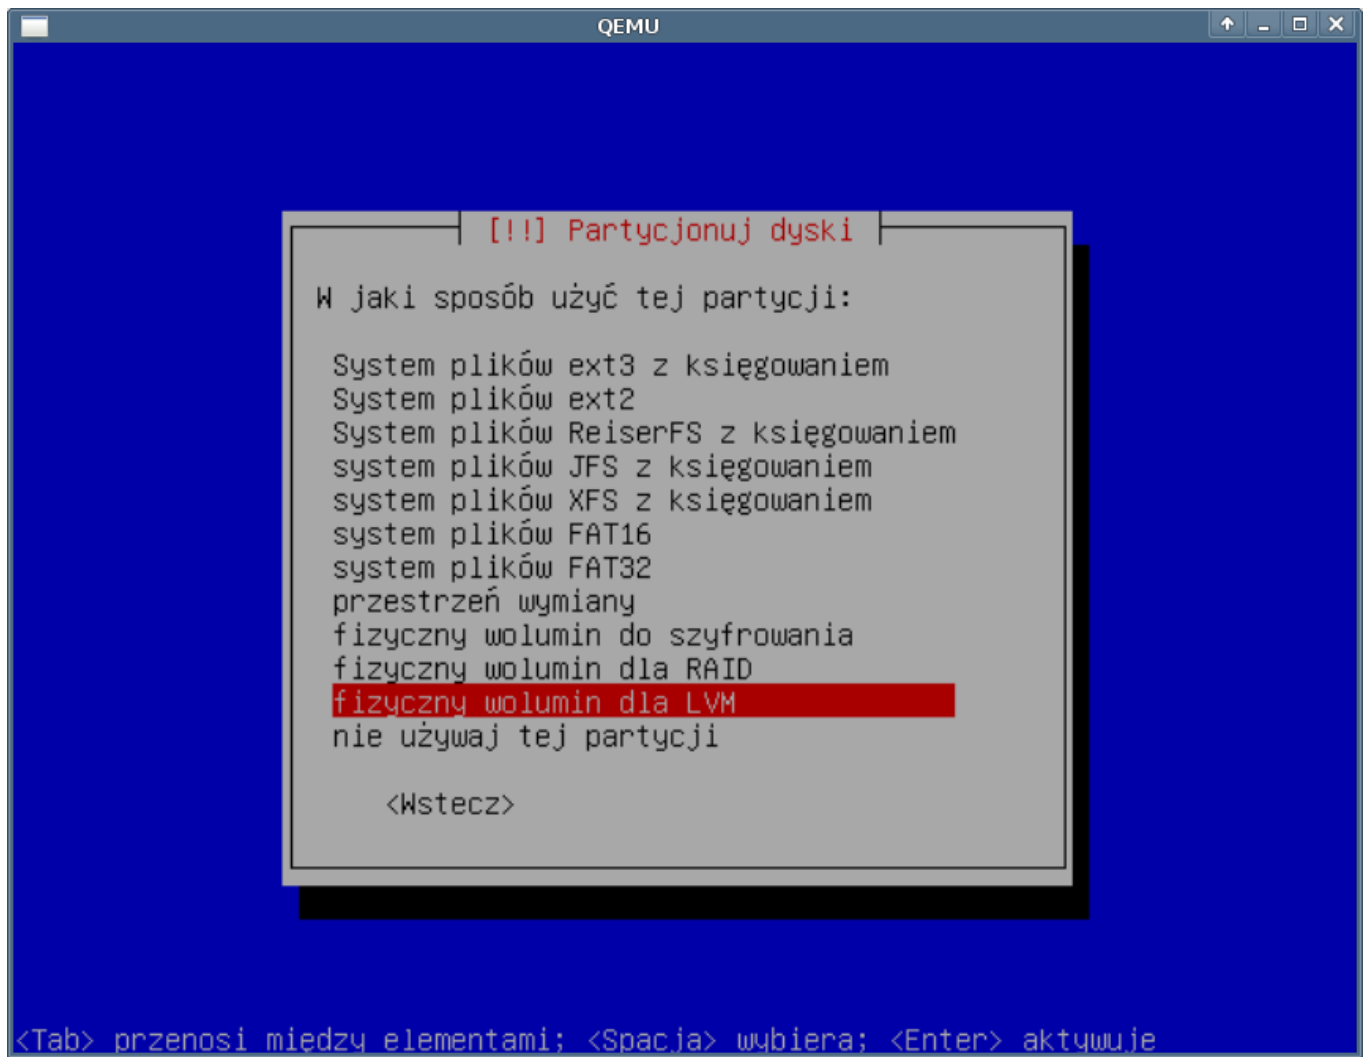 QEMU
[!!] Partycjonuj dyski
W jaki sposób użyć tej partycji:
System plików ext3 z księgowaniem
System plików ext2
System plików ReiserFS z księgowaniem
system plików JFS z księgowaniem
system plików XFS z księgowaniem
system plików FAT16
system plików FAT32
przestrzeń wymiany
fizyczny wolumin do szyfrowania
fizyczny wolumin dla RAID
fizyczny wolumin dla LVM
nie używaj tej partycji
<Wstecz>
<Tab> przenosi między elementami; <Spacja> wybiera; <Enter> aktywuje